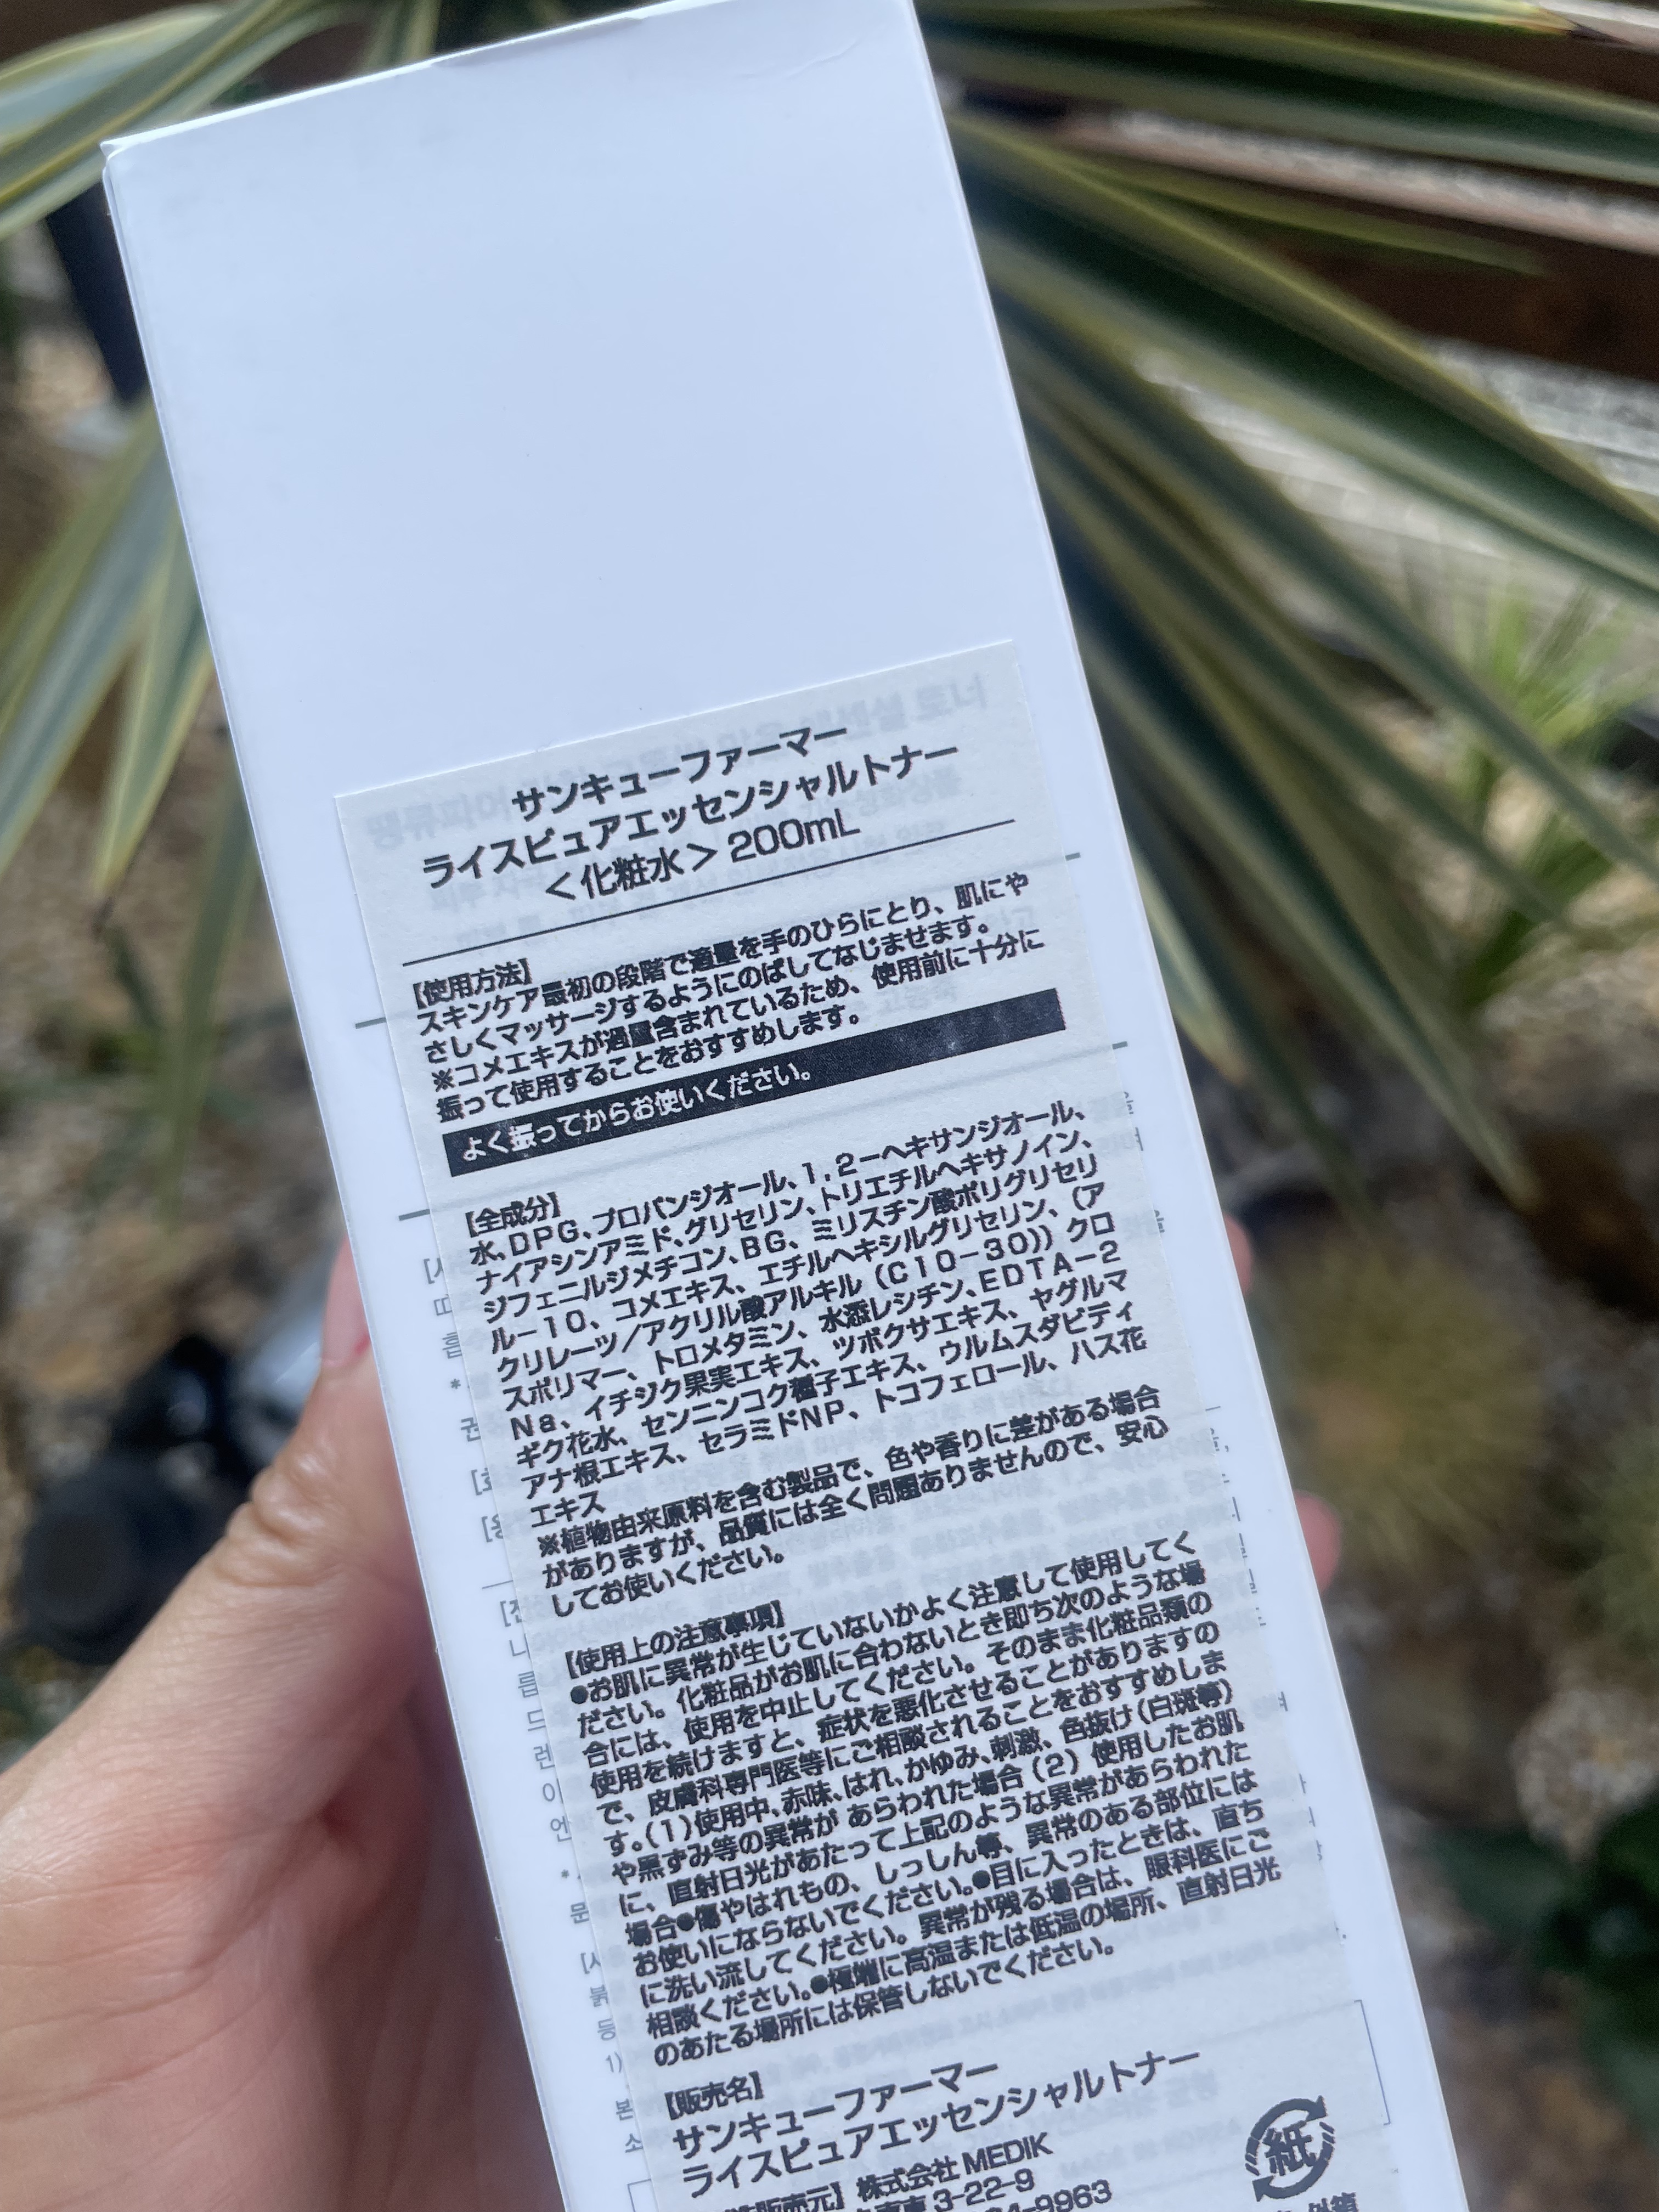 サンキューファーマー
ライスピュアエッセンシャルトナー
＜化粧水＞200mL
【使用方法】
スキンケア最初の段階で適量を手のひらにとり、肌にや
さしくマッサージするようにのばしてなじませます。
※コメエキスが過量含まれているため、使用前に十分に
振って使用することをおすすめします。
よく振ってからお使いください。
【全成分】
水、DPG、プロパンジオール、1,2－ヘキサンジオール、
ナイアシンアミド、グリセリン、トリエチルヘキサノイン、
ジフェニルジメチコン、BG、ミリスチン酸ポリグリセリ
ル－10、コメエキス、エチルヘキシルグリセリン、（ア
クリレーツ／アクリル酸アルキル（C10－30））クロ
スポリマー、トロメタミン、水添レシチン、EDTA－2
Na、イチジク果実エキス、ツボクサエキス、ヤグルマ
ギク花水、センニンコク種子エキス、ウルムスダビディ
アナ根エキス、セラミドNP、トコフェロール、ハス花
エキス
※植物由来原料を含む製品で、色や香りに差がある場合
がありますが、品質には全く問題ありませんので、安心
してお使いください。
【使用上の注意事項】
●お肌に異常が生じていないかよく注意して使用してく
ださい。化粧品がお肌に合わないとき即ち次のような場
合には、使用を中止してください。そのまま化粧品類の
使用を続けますと、症状を悪化させることがありますの
で、皮膚科専門医等にご相談されることをおすすめしま
す。（1）使用中、赤味、はれ、かゆみ、刺激、色抜け（白斑等）
や黒ずみ等の異常が あらわれた場合（2）使用したお肌
に、直射日光があたって上記のような異常があらわれた
場合●傷やはれもの、しっしん等、異常のある部位には
お使いにならないでください。●目に入ったときは、直ち
に洗い流してください。異常が残る場合は、眼科医にご
相談ください。●極端に高温または低温の場所、直射日光
のあたる場所には保管しないでください。
【販売名】
サンキューファーマー
ライスピュアエッセンシャルトナー
販売元】株式会社 MEDIK
3-22-9
-9963
紙